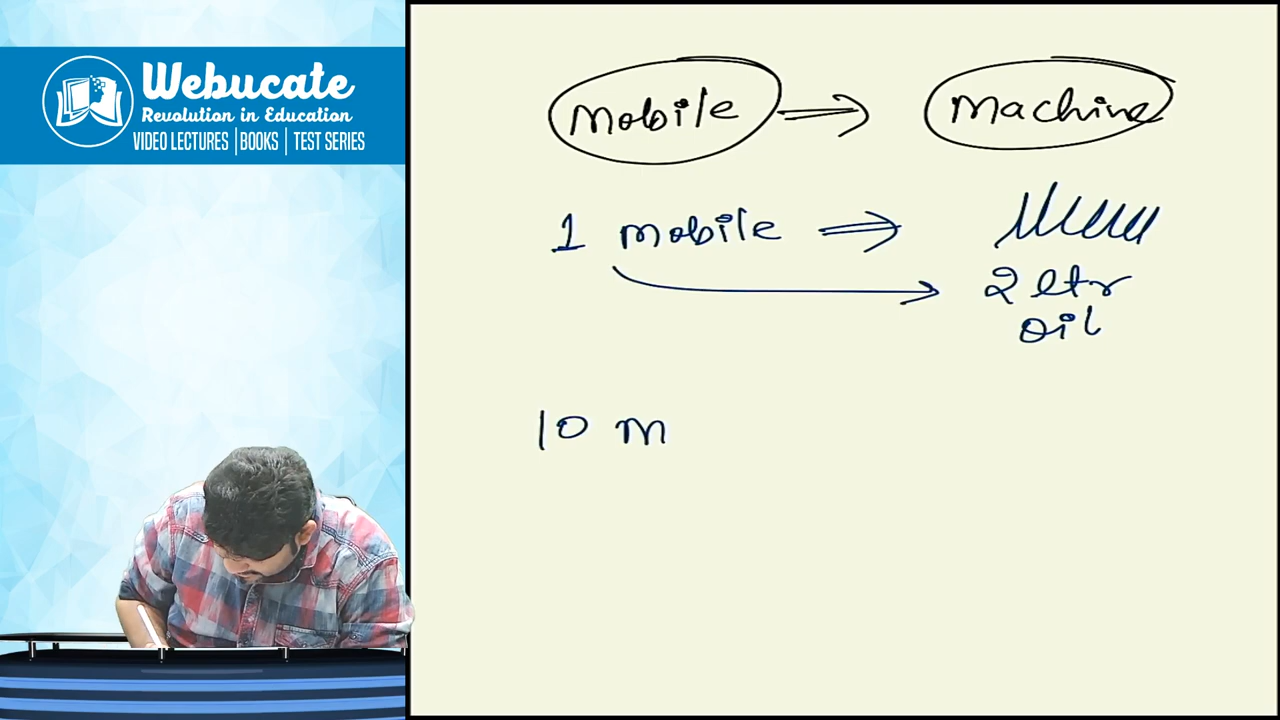 Webucate
Revolution in Education
VIDEO LECTURES | BOOKS | TEST SERIES
Mobile ⇒ Machine
1 mobile ⇒
2 ltr
oil
10 m